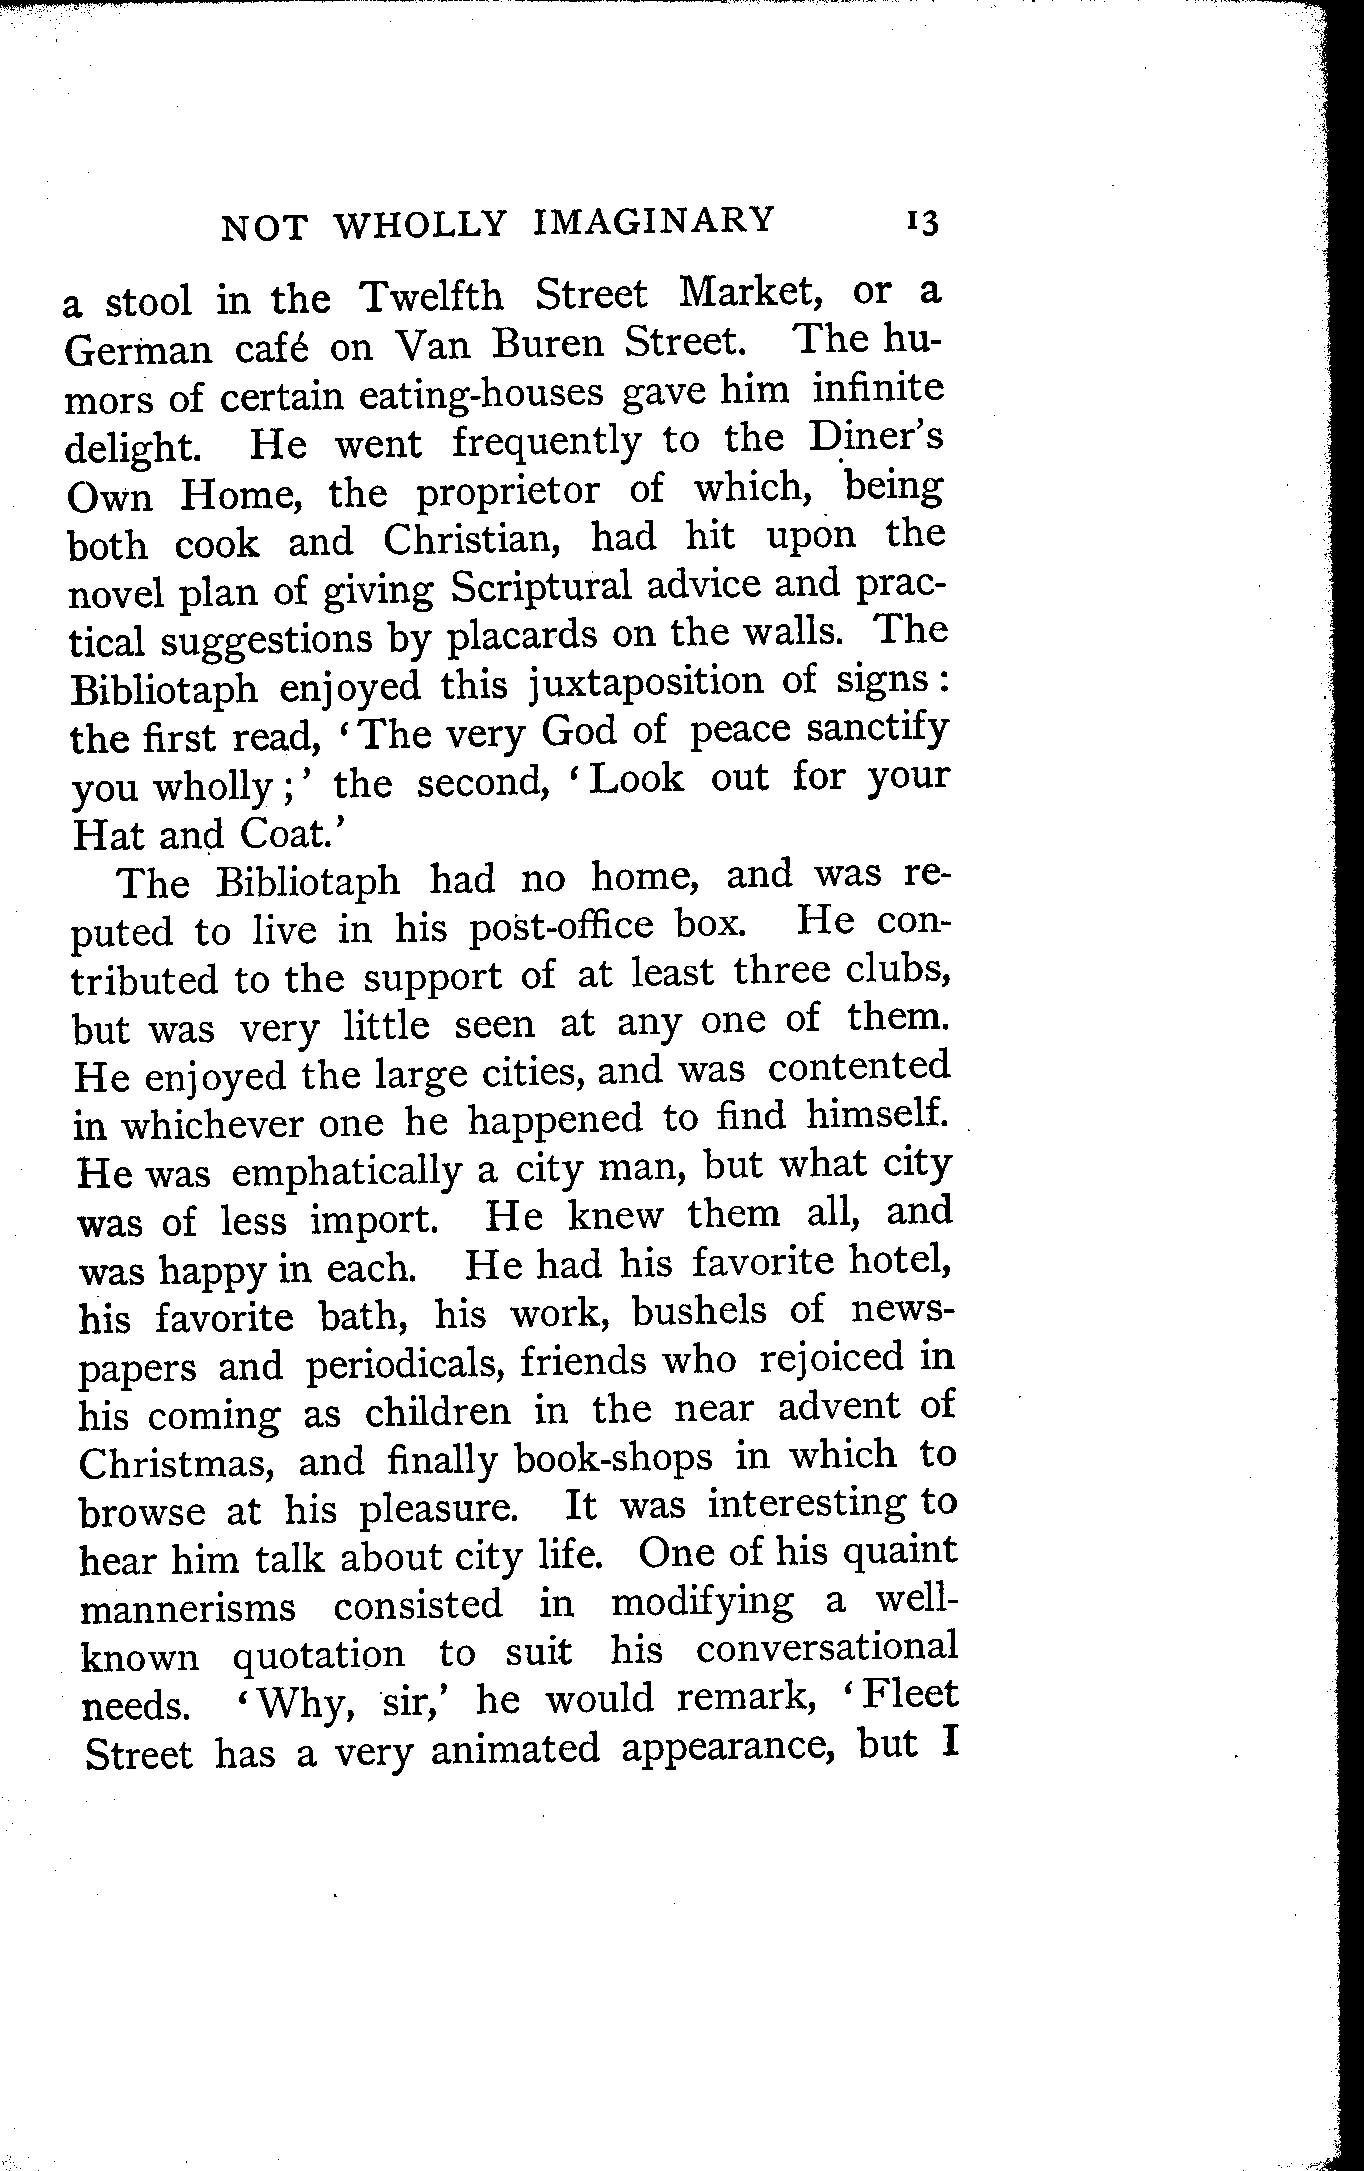 NOT WHOLLY IMAGINARY 13
a stool in the Twelfth Street Market, or a
German café on Van Buren Street. The hu-
mors of certain eating-houses gave him infinite
delight. He went frequently to the Diner's
Own Home, the proprietor of which, being
both cook and Christian, had hit upon the
novel plan of giving Scriptural advice and prac-
tical suggestions by placards on the walls. The
Bibliotaph enjoyed this juxtaposition of signs :
the first read, ‘ The very God of peace sanctify
you wholly ; ’ the second, ‘ Look out for your
Hat and Coat.’
The Bibliotaph had no home, and was re-
puted to live in his post-office box. He con-
tributed to the support of at least three clubs,
but was very little seen at any one of them.
He enjoyed the large cities, and was contented
in whichever one he happened to find himself.
He was emphatically a city man, but what city
was of less import. He knew them all, and
was happy in each. He had his favorite hotel,
his favorite bath, his work, bushels of news-
papers and periodicals, friends who rejoiced in
his coming as children in the near advent of
Christmas, and finally book-shops in which to
browse at his pleasure. It was interesting to
hear him talk about city life. One of his quaint
mannerisms consisted in modifying a well-
known quotation to suit his conversational
needs. ‘ Why, sir,’ he would remark, ‘ Fleet
Street has a very animated appearance, but I